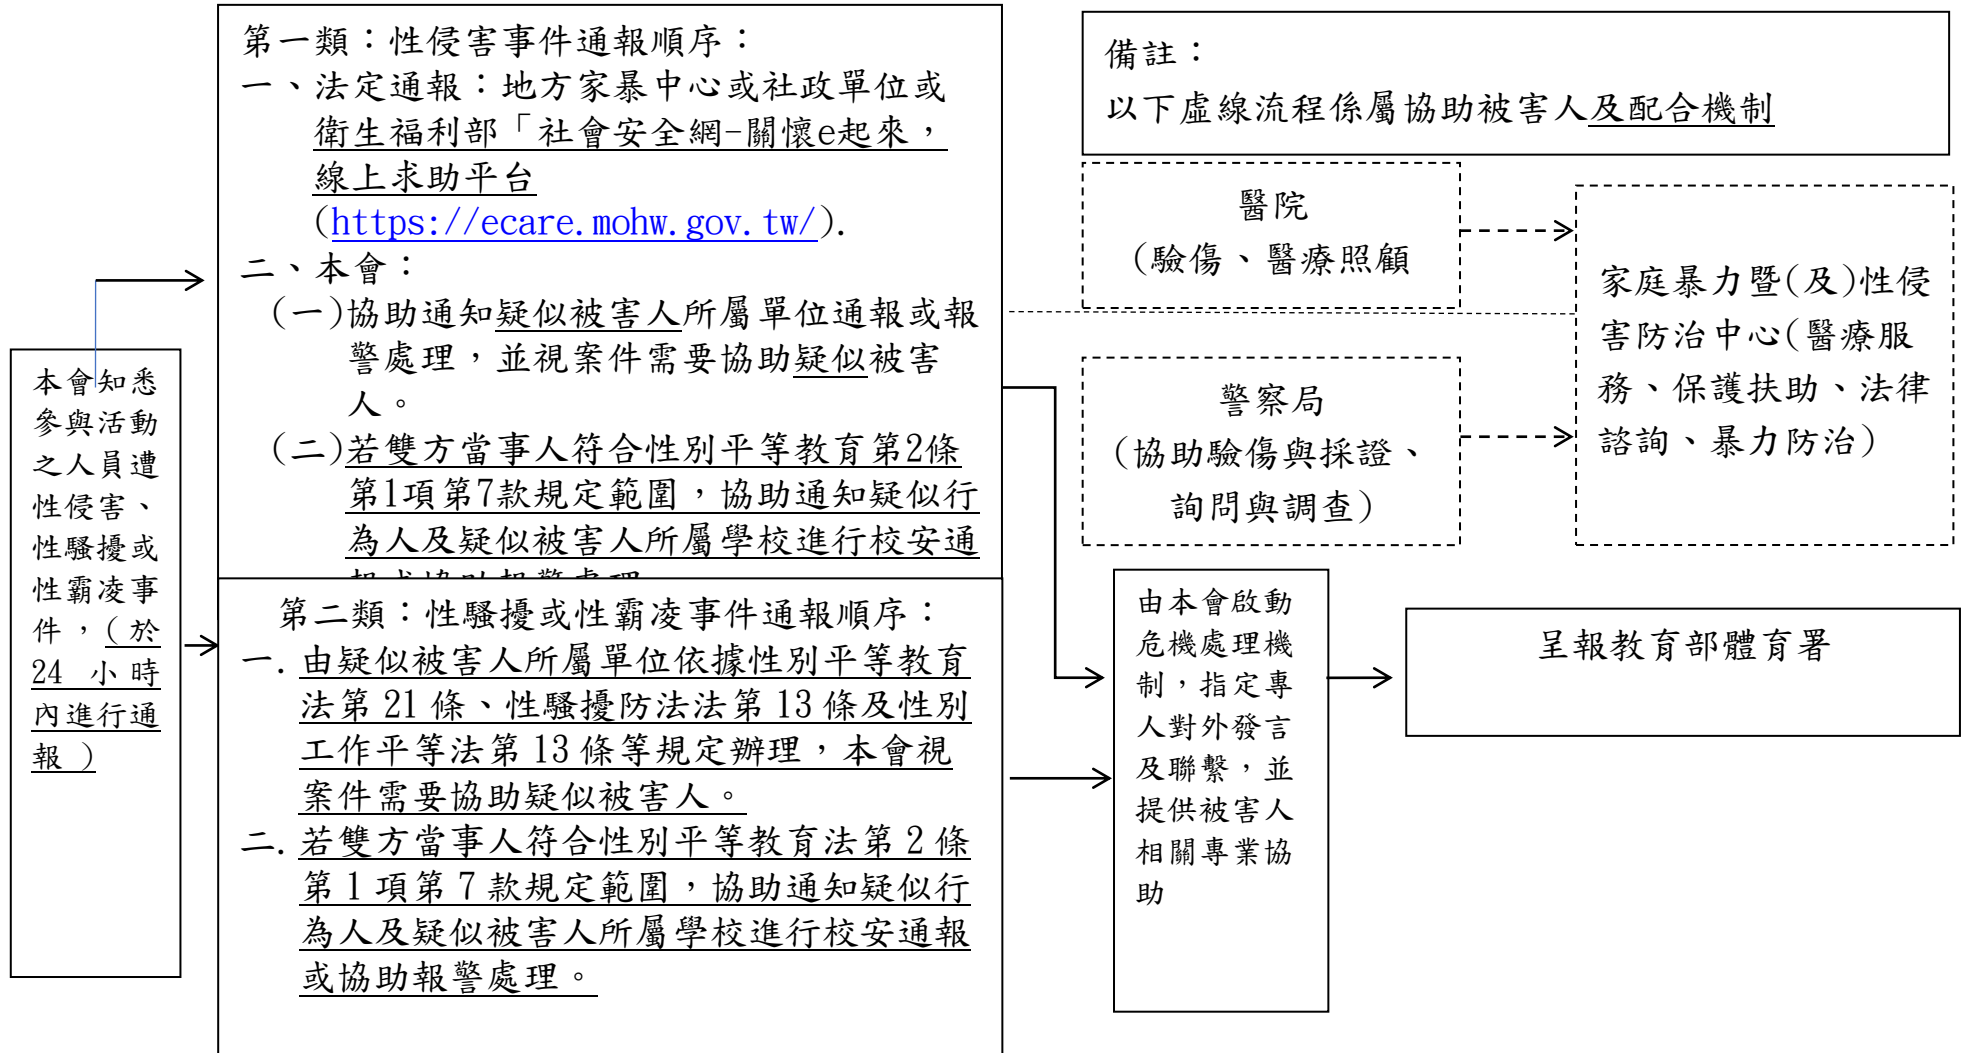 本會知悉
參與活動
之人員遭
性侵害、
性騷擾或
性霸凌事
件，(於
24 小時
內進行通
報 )
第一類：性侵害事件通報順序：
一、法定通報：地方家暴中心或社政單位或
衛生福利部「社會安全網-關懷e起來，
線上求助平台
(https://ecare.mohw.gov.tw/).
二、本會：
(一)協助通知疑似被害人所屬單位通報或報
警處理，並視案件需要協助疑似被害
人。
(二)若雙方當事人符合性別平等教育第2條
第1項第7款規定範圍，協助通知疑似行
為人及疑似被害人所屬學校進行校安通
第二類：性騷擾或性霸凌事件通報順序：
一. 由疑似被害人所屬單位依據性別平等教育
法第 21 條、性騷擾防法法第 13 條及性別
工作平等法第 13 條等規定辦理，本會視
案件需要協助疑似被害人。
二. 若雙方當事人符合性別平等教育法第 2 條
第 1 項第 7 款規定範圍，協助通知疑似行
為人及疑似被害人所屬學校進行校安通報
或協助報警處理。
備註：
以下虛線流程係屬協助被害人及配合機制
醫院
(驗傷、醫療照顧
警察局
(協助驗傷與採證、
詢問與調查)
家庭暴力暨(及)性侵
害防治中心(醫療服
務、保護扶助、法律
諮詢、暴力防治)
由本會啟動
危機處理機
制，指定專
人對外發言
及聯繫，並
提供被害人
相關專業協
助
呈報教育部體育署